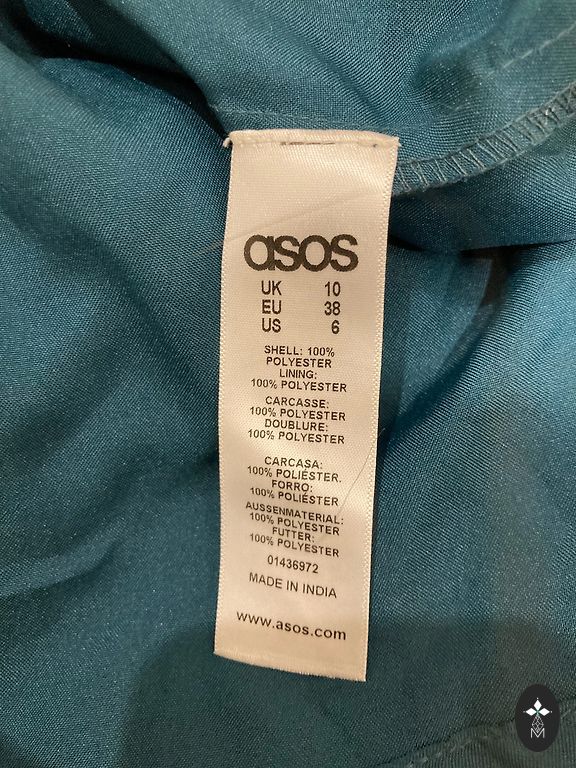 asos
UK 10
EU 38
US 6
SHELL: 100%
POLYESTER
LINING:
100% POLYESTER
CARCASSE:
100% POLYESTER
DOUBLURE:
100% POLYESTER
CARCASA:
100% POLIÉSTER.
FORRO:
100% POLIÉSTER
AUSSENMATERIAL:
100% POLYESTER
FUTTER:
100% POLYESTER
01436972
MADE IN INDIA
www.asos.com
M